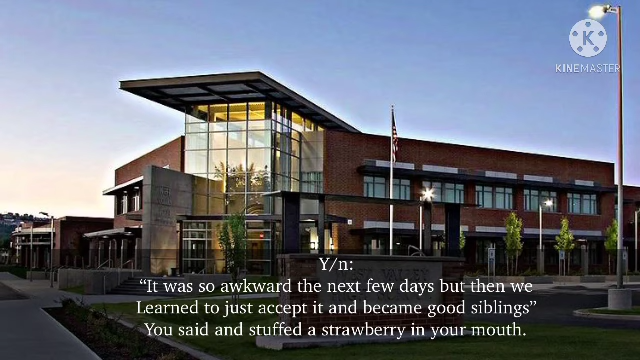 KINEMASTER
Y/n:
“It was so awkward the next few days but then we
Learned to just accept it and became good siblings”
You said and stuffed a strawberry in your mouth.